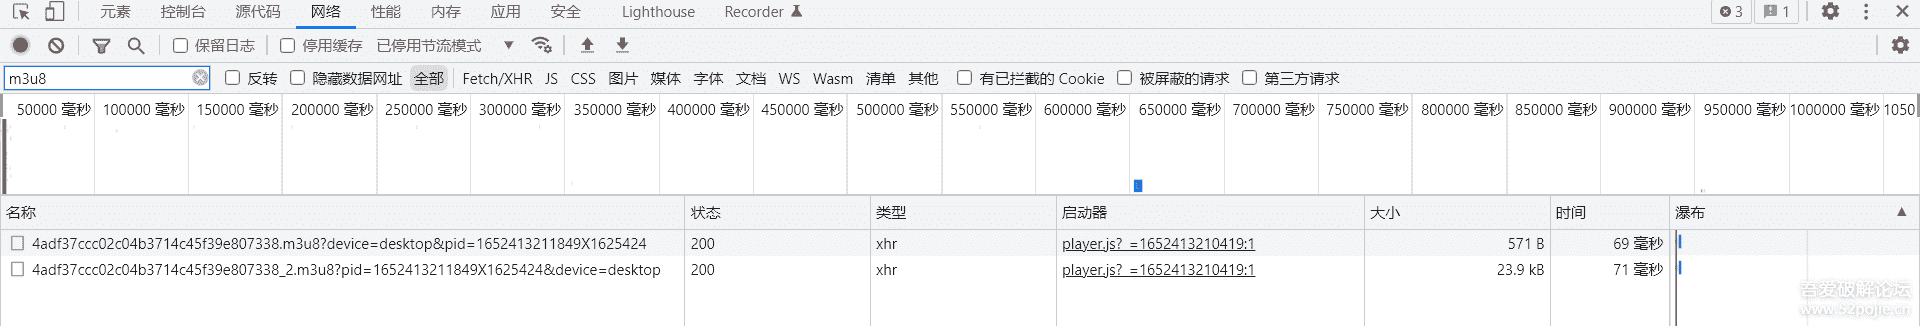 元素 控制台 源代码 网络 性能 内存 应用 安全 Lighthouse Recorder 3 1
保留日志 停用缓存 已停用节流模式
m3u8 反转 隐藏数据网址 全部 Fetch/XHR JS CSS 图片 媒体 字体 文档 WS Wasm 清单 其他 有已拦截的 Cookie 被屏蔽的请求 第三方请求
50000 毫秒 100000 毫秒 150000 毫秒 200000 毫秒 250000 毫秒 300000 毫秒 350000 毫秒 400000 毫秒 450000 毫秒 500000 毫秒 550000 毫秒 600000 毫秒 650000 毫秒 700000 毫秒 750000 毫秒 800000 毫秒 850000 毫秒 900000 毫秒 950000 毫秒 1000000 毫秒 1050
名称 状态 类型 启动器 大小 时间 瀑布
4adf37ccc02c04b3714c45f39e807338.m3u8?device=desktop&pid=1652413211849X1625424 200 xhr player.js?_=1652413210419:1 571 B 69 毫秒
4adf37ccc02c04b3714c45f39e807338_2.m3u8?pid=1652413211849X1625424&device=desktop 200 xhr player.js?_=1652413210419:1 23.9 kB 71 毫秒
吾爱破解论坛
www.52pojie.cn